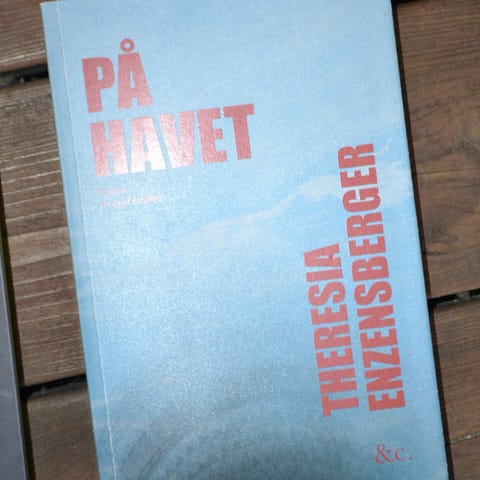 PÅ
HAVET
THERESIA
ENZENSBERGER
&c.